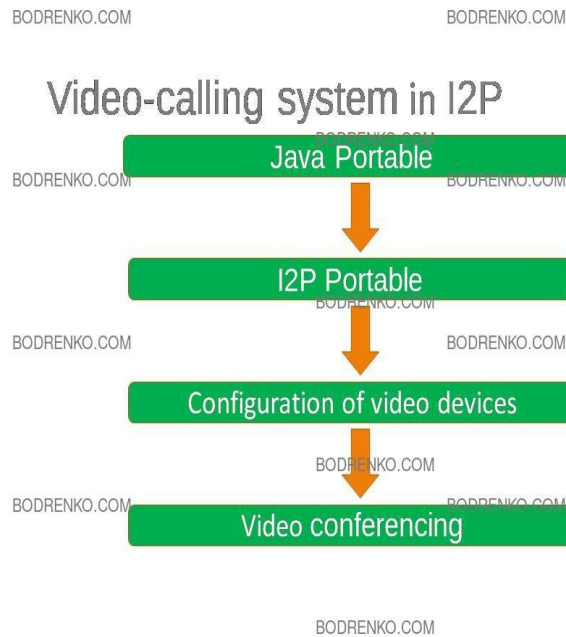 BODRENKO.COM BODRENKO.COM
Video-calling system in I2P
BODRENKO.COM
Java Portable
BODRENKO.COM BODRENKO.COM
I2P Portable
BODRENKO.COM
BODRENKO.COM BODRENKO.COM
Configuration of video devices
BODRENKO.COM
BODRENKO.COM BODRENKO.COM
Video conferencing
BODRENKO.COM